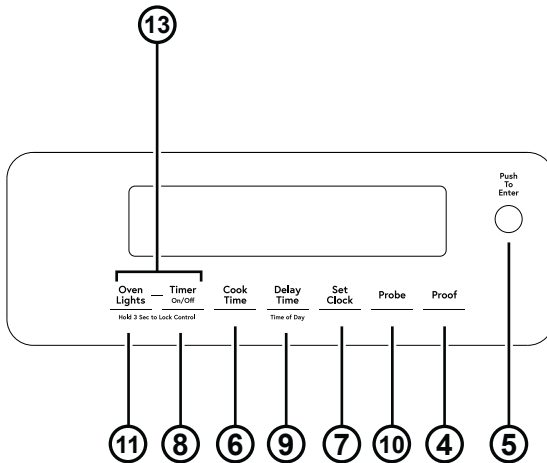 13
Push
To
Enter
Oven Lights
Timer
On/Off
Hold 3 Sec to Lock Control
Cook Time
Delay Time
Time of Day
Set Clock
Probe
Proof
11
8
6
9
7
10
4
5